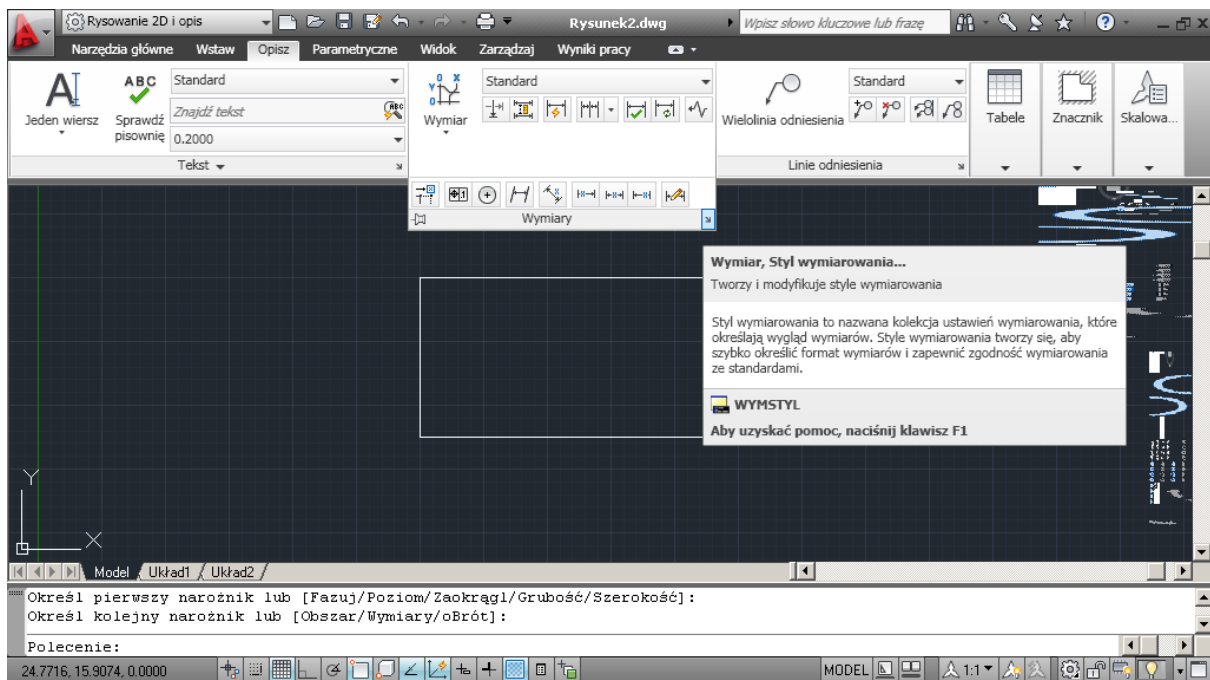 Rysowanie 2D i opis
Rysunek2.dwg
Wpisz słowo kluczowe lub frazę
Narzędzia główne Wstaw Opisz Parametryczne Widok Zarządzaj Wyniki pracy
Jeden wiersz
ABC
Sprawdź pisownię
Standard
Znajdź tekst
0.2000
Tekst
Wymiar
Standard
Wymiary
Wielolinia odniesienia
Standard
Linie odniesienia
Tabele
Znacznik
Skalowa...
Wymiar, Styl wymiarowania...
Tworzy i modyfikuje style wymiarowania
Styl wymiarowania to nazwana kolekcja ustawień wymiarowania, które
określają wygląd wymiarów. Style wymiarowania tworzy się, aby
szybko określić format wymiarów i zapewnić zgodność wymiarowania
ze standardami.
WYMSTYL
Aby uzyskać pomoc, naciśnij klawisz F1
Y
X
Model Układ1 Układ2
Określ pierwszy narożnik lub [Fazuj/Poziom/Zaokrągl/Grubość/Szerokość]:
Określ kolejny narożnik lub [Obszar/Wymiary/oBrót]:
Polecenie:
24.7716, 15.9074, 0.0000
MODEL
1:1